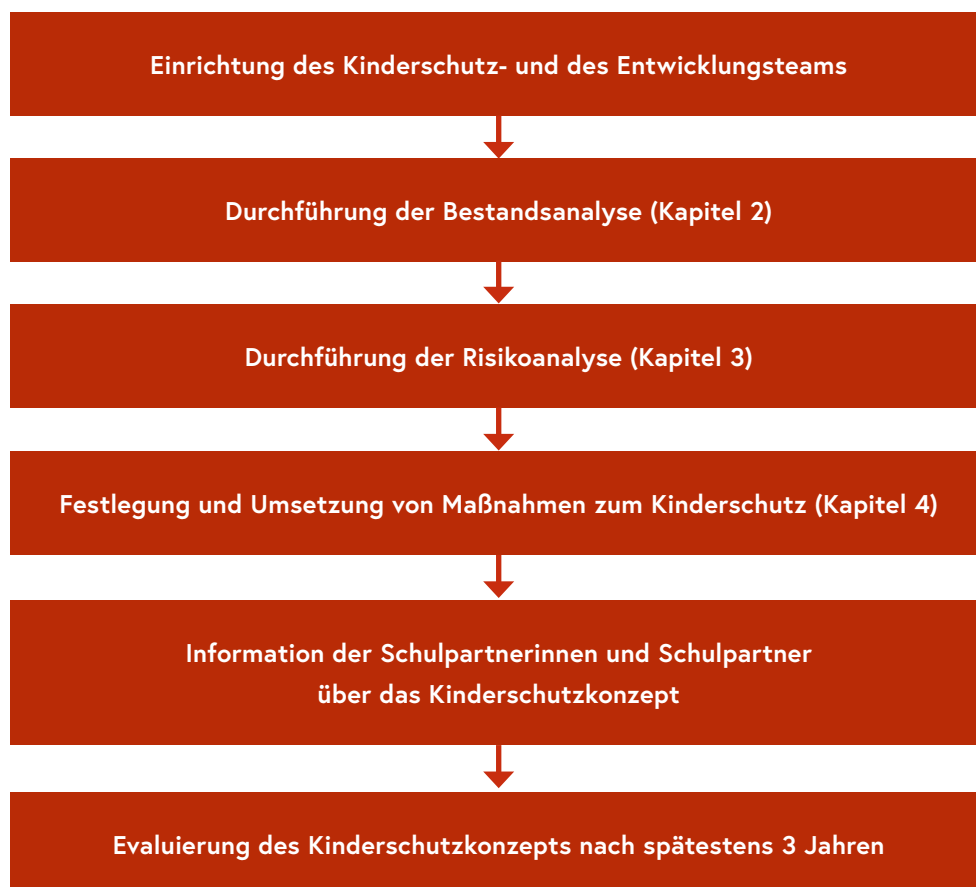 Einrichtung des Kinderschutz- und des Entwicklungsteams
Durchführung der Bestandsanalyse (Kapitel 2)
Durchführung der Risikoanalyse (Kapitel 3)
Festlegung und Umsetzung von Maßnahmen zum Kinderschutz (Kapitel 4)
Information der Schulpartnerinnen und Schulpartner
über das Kinderschutzkonzept
Evaluierung des Kinderschutzkonzepts nach spätestens 3 Jahren